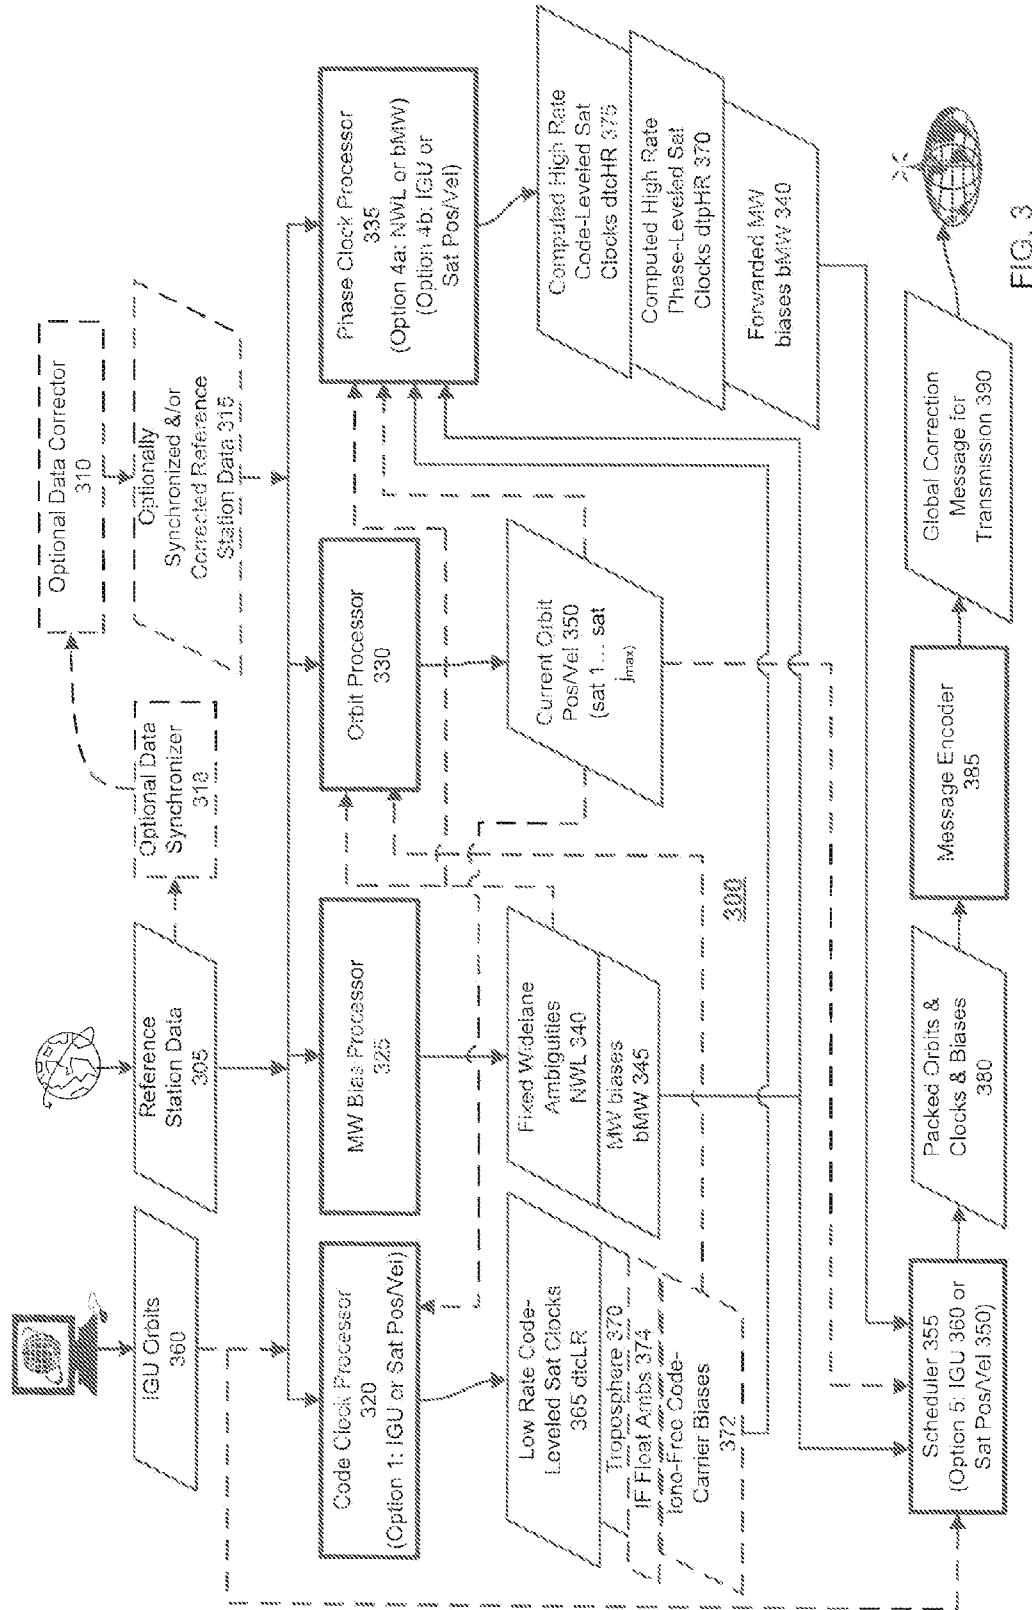 IGU Orbits
360
Reference
Station Data
305
Optional Data
Synchronizer
318
Optional Data Corrector
310
Optionally
Synchronized &/or
Corrected Reference
Station Data 315
Code Clock Processor
320
(Option 1: IGU or Sat Pos/Vel)
MW Bias Processor
325
Orbit Processor
330
Phase Clock Processor
335
(Option 4a: NWL or bMW)
(Option 4b: IGU or
Sat Pos/Vel)
Low Rate Code-
Leveled Sat Clocks
365 dtcLR
Troposphere 370
IF Float Ambs 374
Iono-Free Code-
Carrier Biases
372
Fixed Widelane
Ambiguities
NWL 340
MW biases
bMW 345
Current Orbit
Pos/Vel 350
(sat 1... sat
jmax)
Computed High Rate
Code-Leveled Sat
Clocks dtcHR 375
Computed High Rate
Phase-Leveled Sat
Clocks dtpHR 370
Forwarded MW
biases bMW 340
300
Scheduler 355
(Option 5: IGU 360 or
Sat Pos/Vel 350)
Packed Orbits &
Clocks & Biases
380
Message Encoder
385
Global Correction
Message for
Transmission 390
FIG. 3